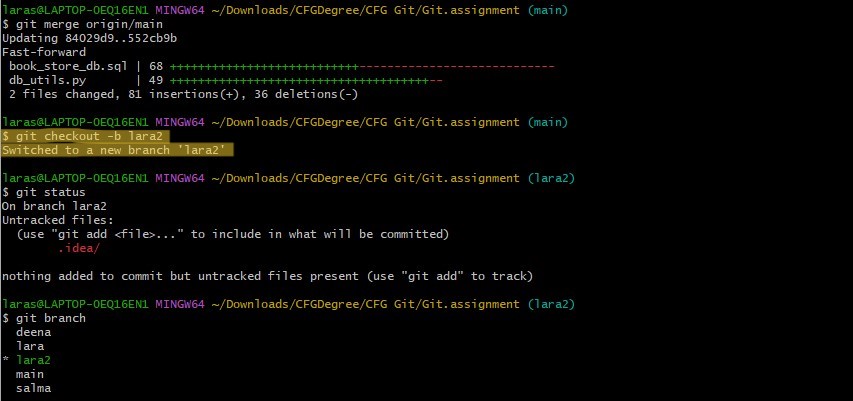 laras@LAPTOP-OEQ16EN1 MINGW64 ~/Downloads/CFGDegree/CFG Git/Git.assignment (main)
$ git merge origin/main
Updating 84029d9..552cb9b
Fast-forward
 book_store_db.sql | 68 +++++++++++++++++++++++++++-----------------------------
 db_utils.py       | 49 +++++++++++++++++++++++++++++++++++++--
 2 files changed, 81 insertions(+), 36 deletions(-)
laras@LAPTOP-OEQ16EN1 MINGW64 ~/Downloads/CFGDegree/CFG Git/Git.assignment (main)
$ git checkout -b lara2
Switched to a new branch 'lara2'
laras@LAPTOP-OEQ16EN1 MINGW64 ~/Downloads/CFGDegree/CFG Git/Git.assignment (lara2)
$ git status
On branch lara2
Untracked files:
  (use "git add <file>..." to include in what will be committed)
        .idea/
nothing added to commit but untracked files present (use "git add" to track)
laras@LAPTOP-OEQ16EN1 MINGW64 ~/Downloads/CFGDegree/CFG Git/Git.assignment (lara2)
$ git branch
  deena
  lara
* lara2
  main
  salma